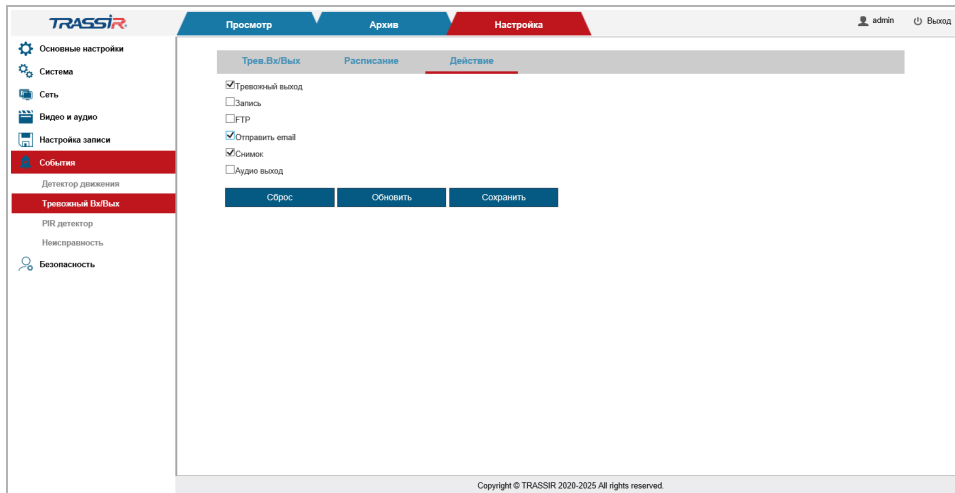 TRASSIR
Просмотр
Архив
Настройка
admin
Выход
Основные настройки
Система
Сеть
Видео и аудио
Настройка записи
События
Детектор движения
Тревожный Вх/Вых
PIR детектор
Неисправность
Безопасность
Трев.Вх/Вых
Расписание
Действие
Тревожный выход
Запись
FTP
Отправить email
Снимок
Аудио выход
Сброс
Обновить
Сохранить
Copyright © TRASSIR 2020-2025 All rights reserved.